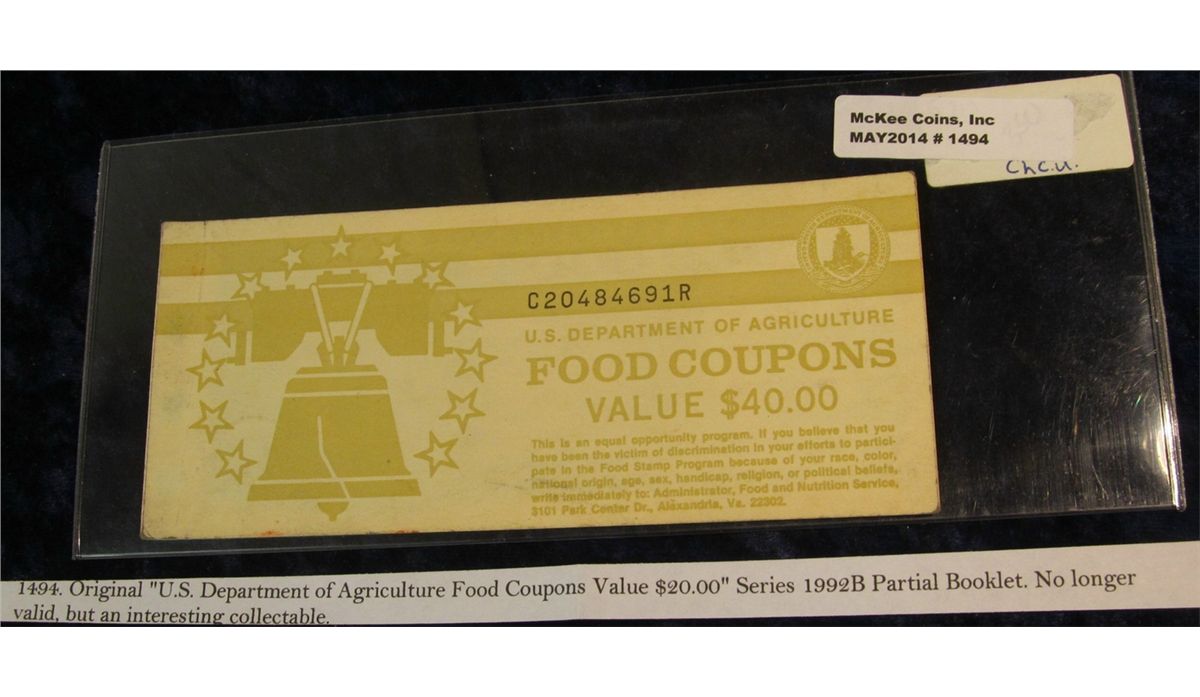 McKee Coins, Inc
MAY2014 # 1494
Ch C.U.
C20484691R
U.S. DEPARTMENT OF AGRICULTURE
FOOD COUPONS
VALUE $40.00
This is an equal opportunity program. If you believe that you
have been the victim of discrimination in your efforts to partici-
pate in the Food Stamp Program because of your race, color,
national origin, age, sex, handicap, religion, or political beliefs,
write immediately to: Administrator, Food and Nutrition Service,
3101 Park Center Dr., Alexandria, Va. 22302.
1494. Original "U.S. Department of Agriculture Food Coupons Value $20.00" Series 1992B Partial Booklet. No longer
valid, but an interesting collectable.